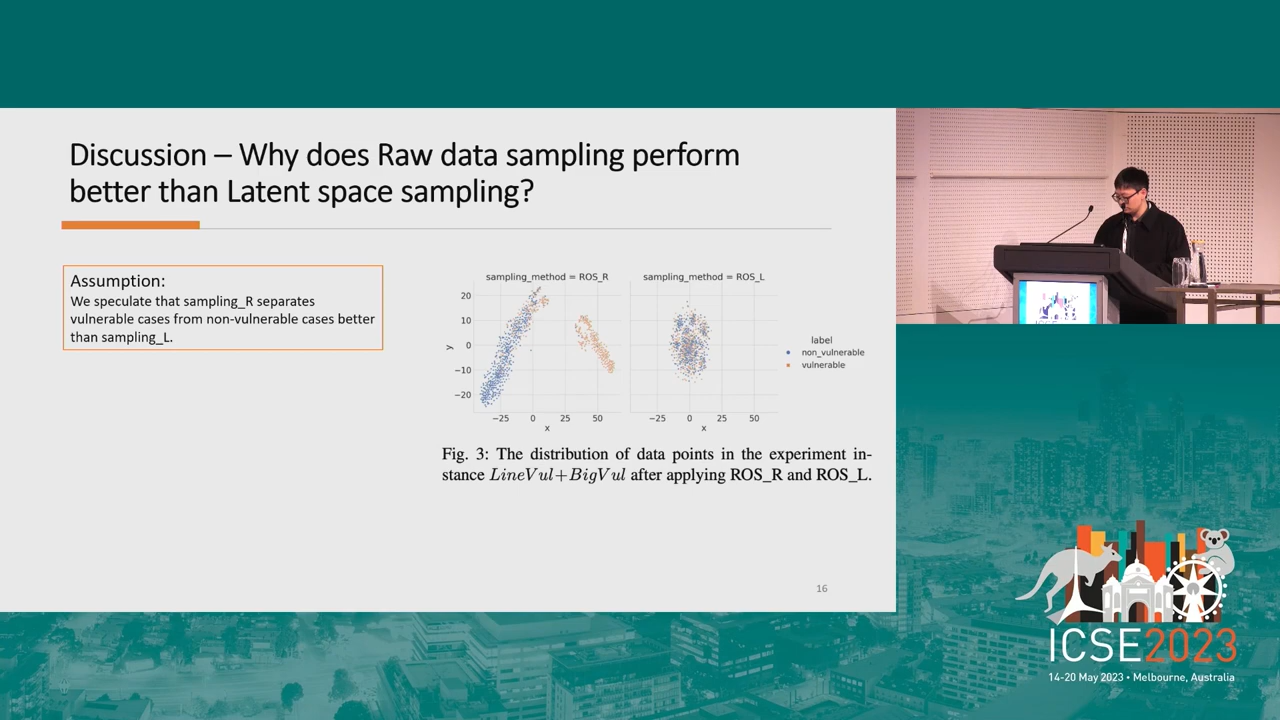 Discussion – Why does Raw data sampling perform
better than Latent space sampling?
Assumption:
We speculate that sampling_R separates
vulnerable cases from non-vulnerable cases better
than sampling_L.
sampling_method = ROS_R
sampling_method = ROS_L
20
10
0
−10
−20
y
−25 0 25 50
x
−25 0 25 50
x
label
non_vulnerable
vulnerable
Fig. 3: The distribution of data points in the experiment in-
stance LineVul+BigVul after applying ROS_R and ROS_L.
16
ICSE
ICSE2023
14-20 May 2023 • Melbourne, Australia